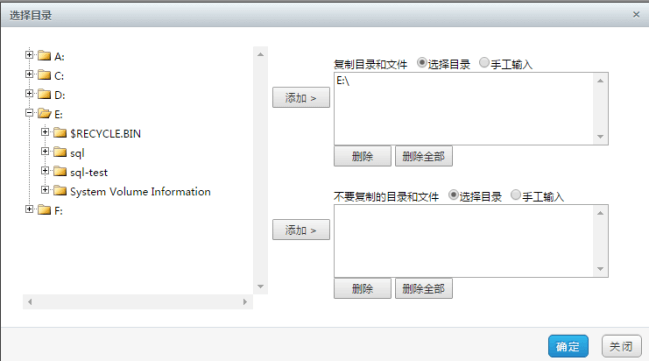 选择目录
A:
C:
D:
E:
$RECYCLE.BIN
sql
sql-test
System Volume Information
F:
复制目录和文件 选择目录 手工输入
添加 >
E:\
删除 删除全部
不要复制的目录和文件 选择目录 手工输入
添加 >
删除 删除全部
确定 关闭